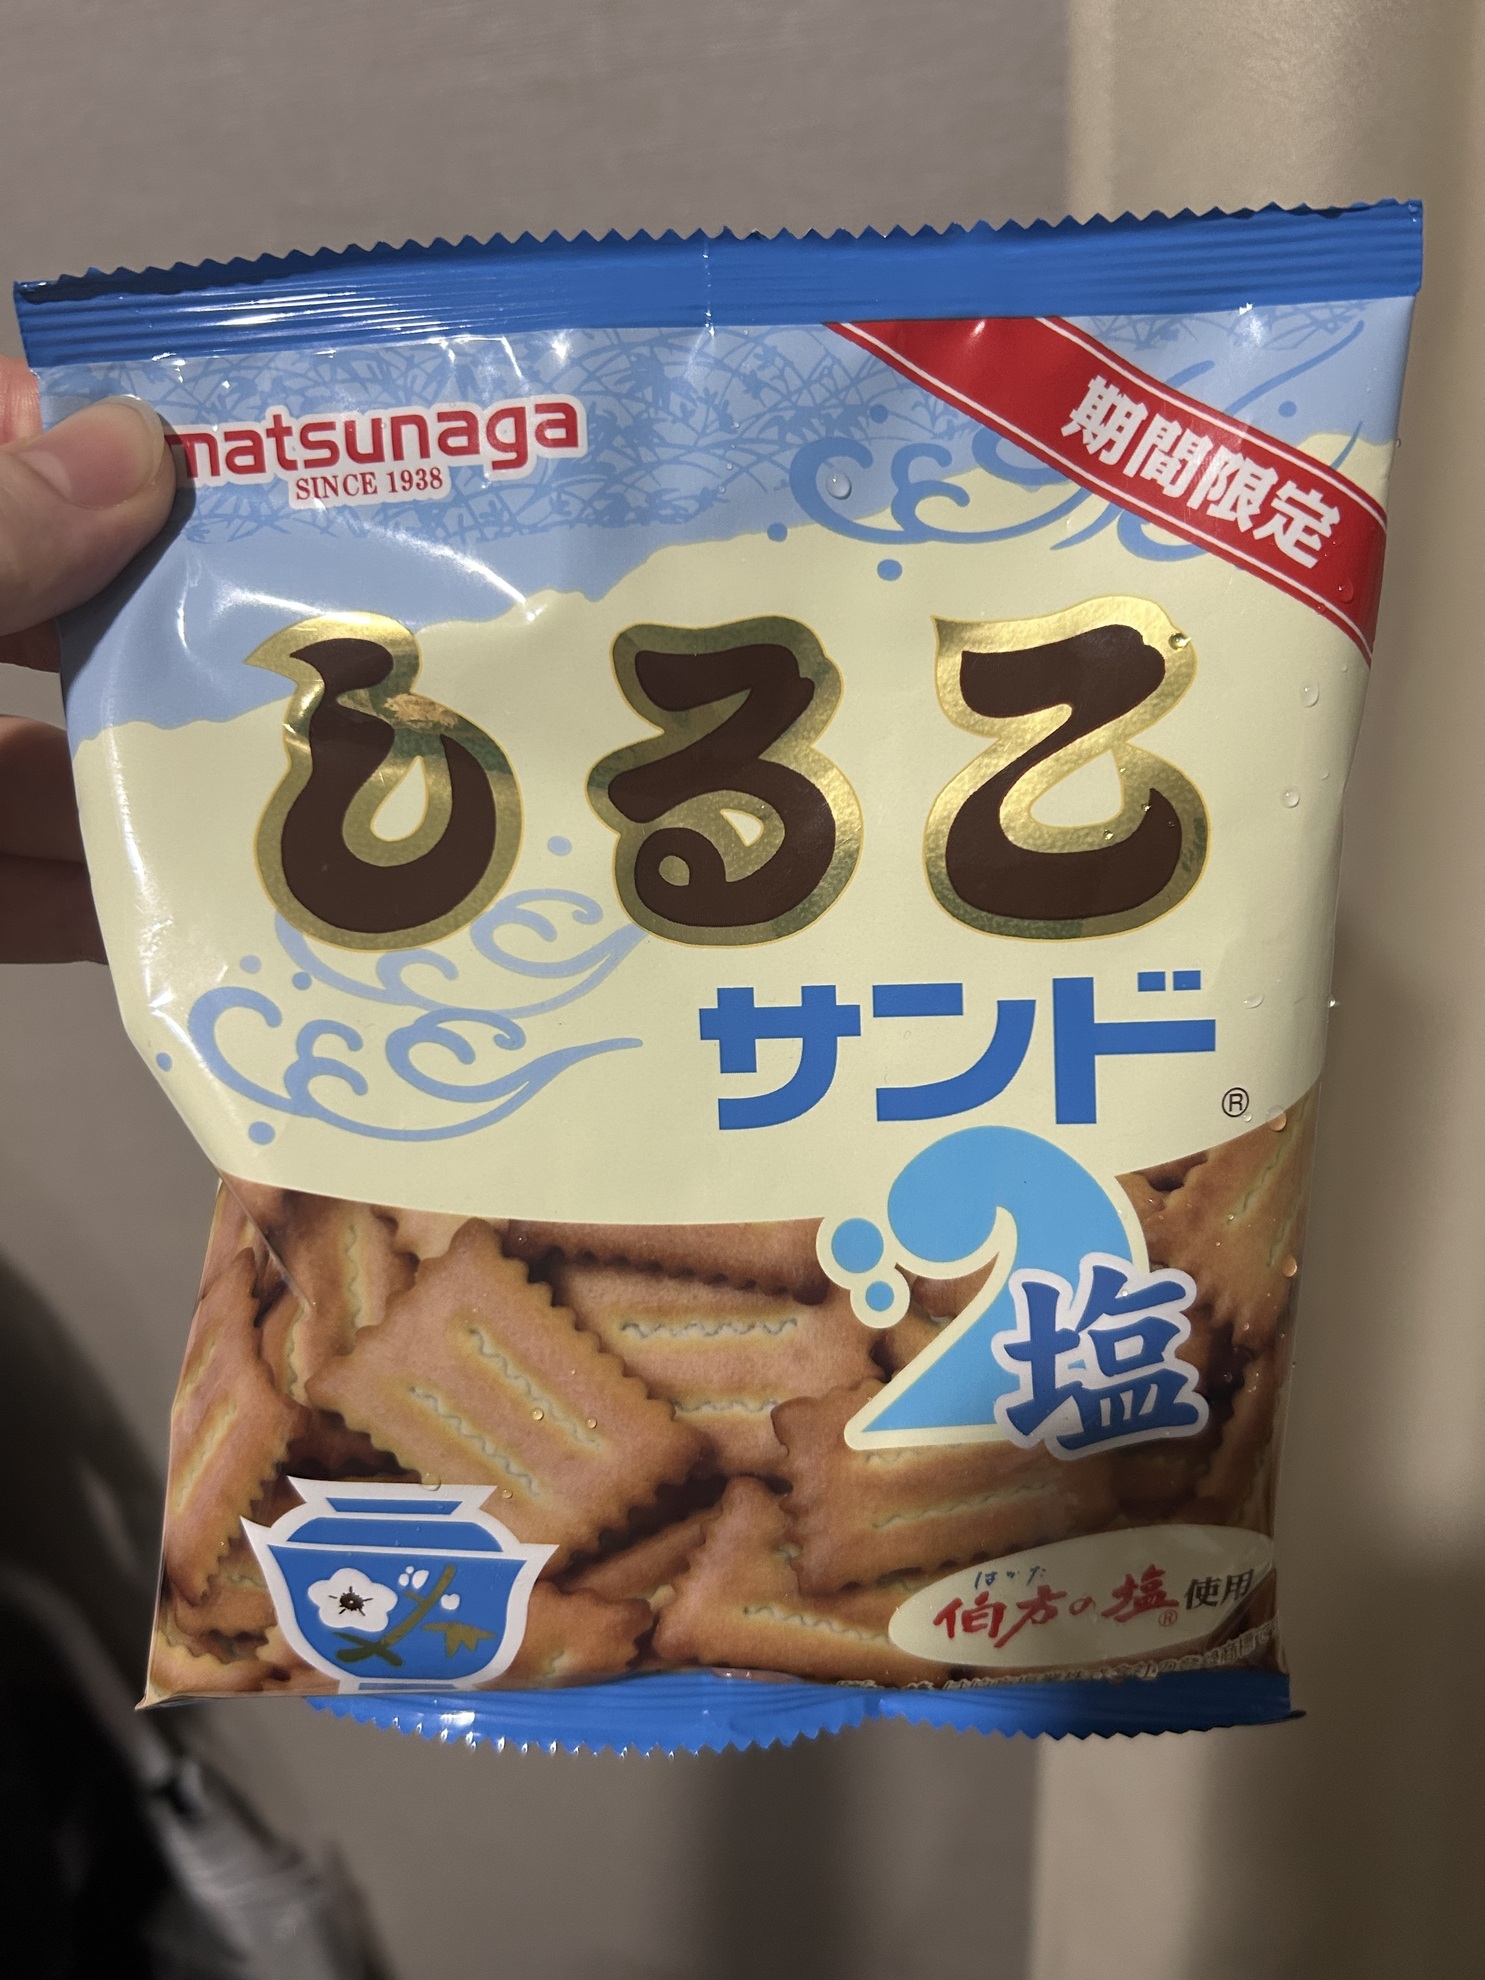 matsunaga
SINCE 1938
期間限定
しるこ
サンド
®
塩
はかた
伯方の塩® 使用